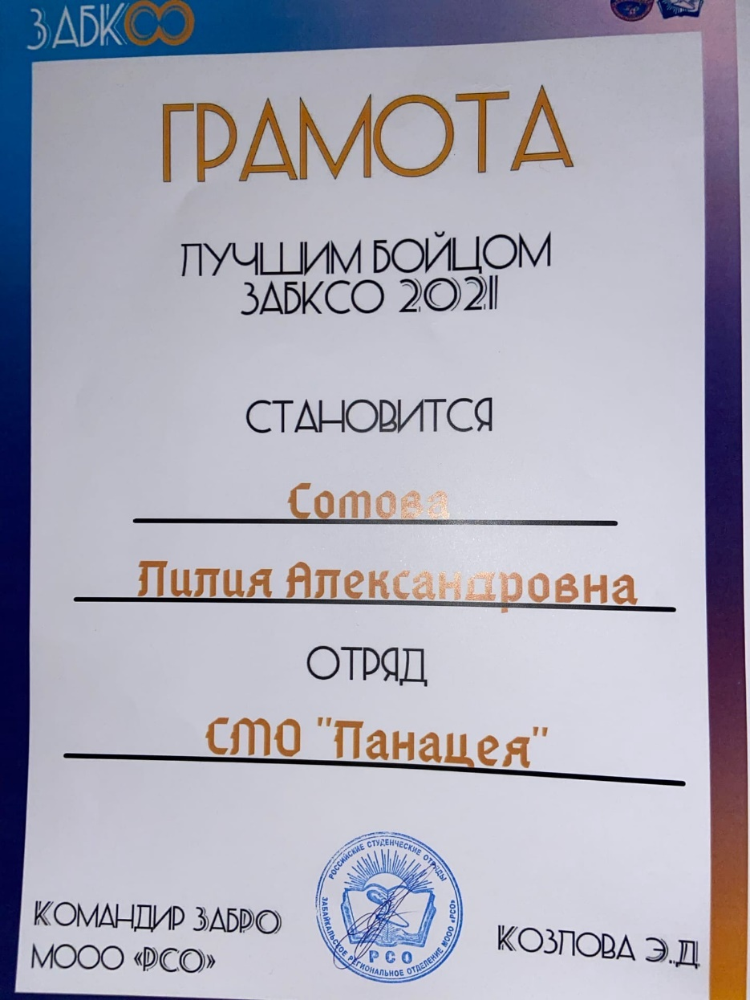 ЗАБКСО
ГРАМОТА
ЛУЧШИМ БОЙЦОМ
ЗАБКСО 2021
СТАНОВИТСЯ
Сотова
Лилия Александровна
ОТРЯД
СМО "Панацея"
РОССИЙСКИЕ СТУДЕНЧЕСКИЕ ОТРЯДЫ
ЗАБАЙКАЛЬСКОЕ РЕГИОНАЛЬНОЕ ОТДЕЛЕНИЕ МООО «РСО»
РСО
КОМАНДИР ЗАБРО
МООО «РСО»
КОЗЛОВА Э.Д